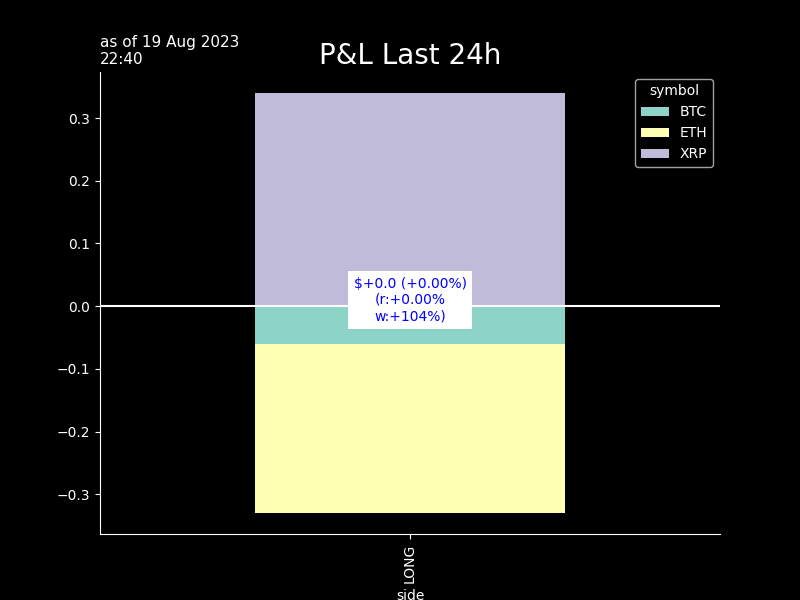 as of 19 Aug 2023
22:40
P&L Last 24h
symbol
BTC
ETH
XRP
0.3
0.2
0.1
0.0
−0.1
−0.2
−0.3
$+0.0 (+0.00%)
(r:+0.00%
w:+104%)
LONG
side